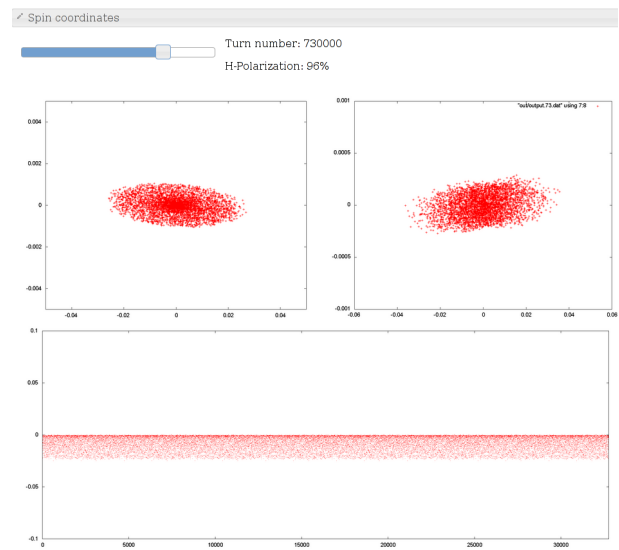 Spin coordinates
Turn number: 730000
H-Polarization: 96%
0.004
0.002
0
-0.002
-0.004
-0.04 -0.02 0 0.02 0.04
"out/output.73.dat" using 7:9
0.001
0.0005
0
-0.0005
-0.001
-0.06 -0.04 -0.02 0 0.02 0.04 0.06
0.1
0.05
0
-0.05
-0.1
0 5000 10000 15000 20000 25000 30000